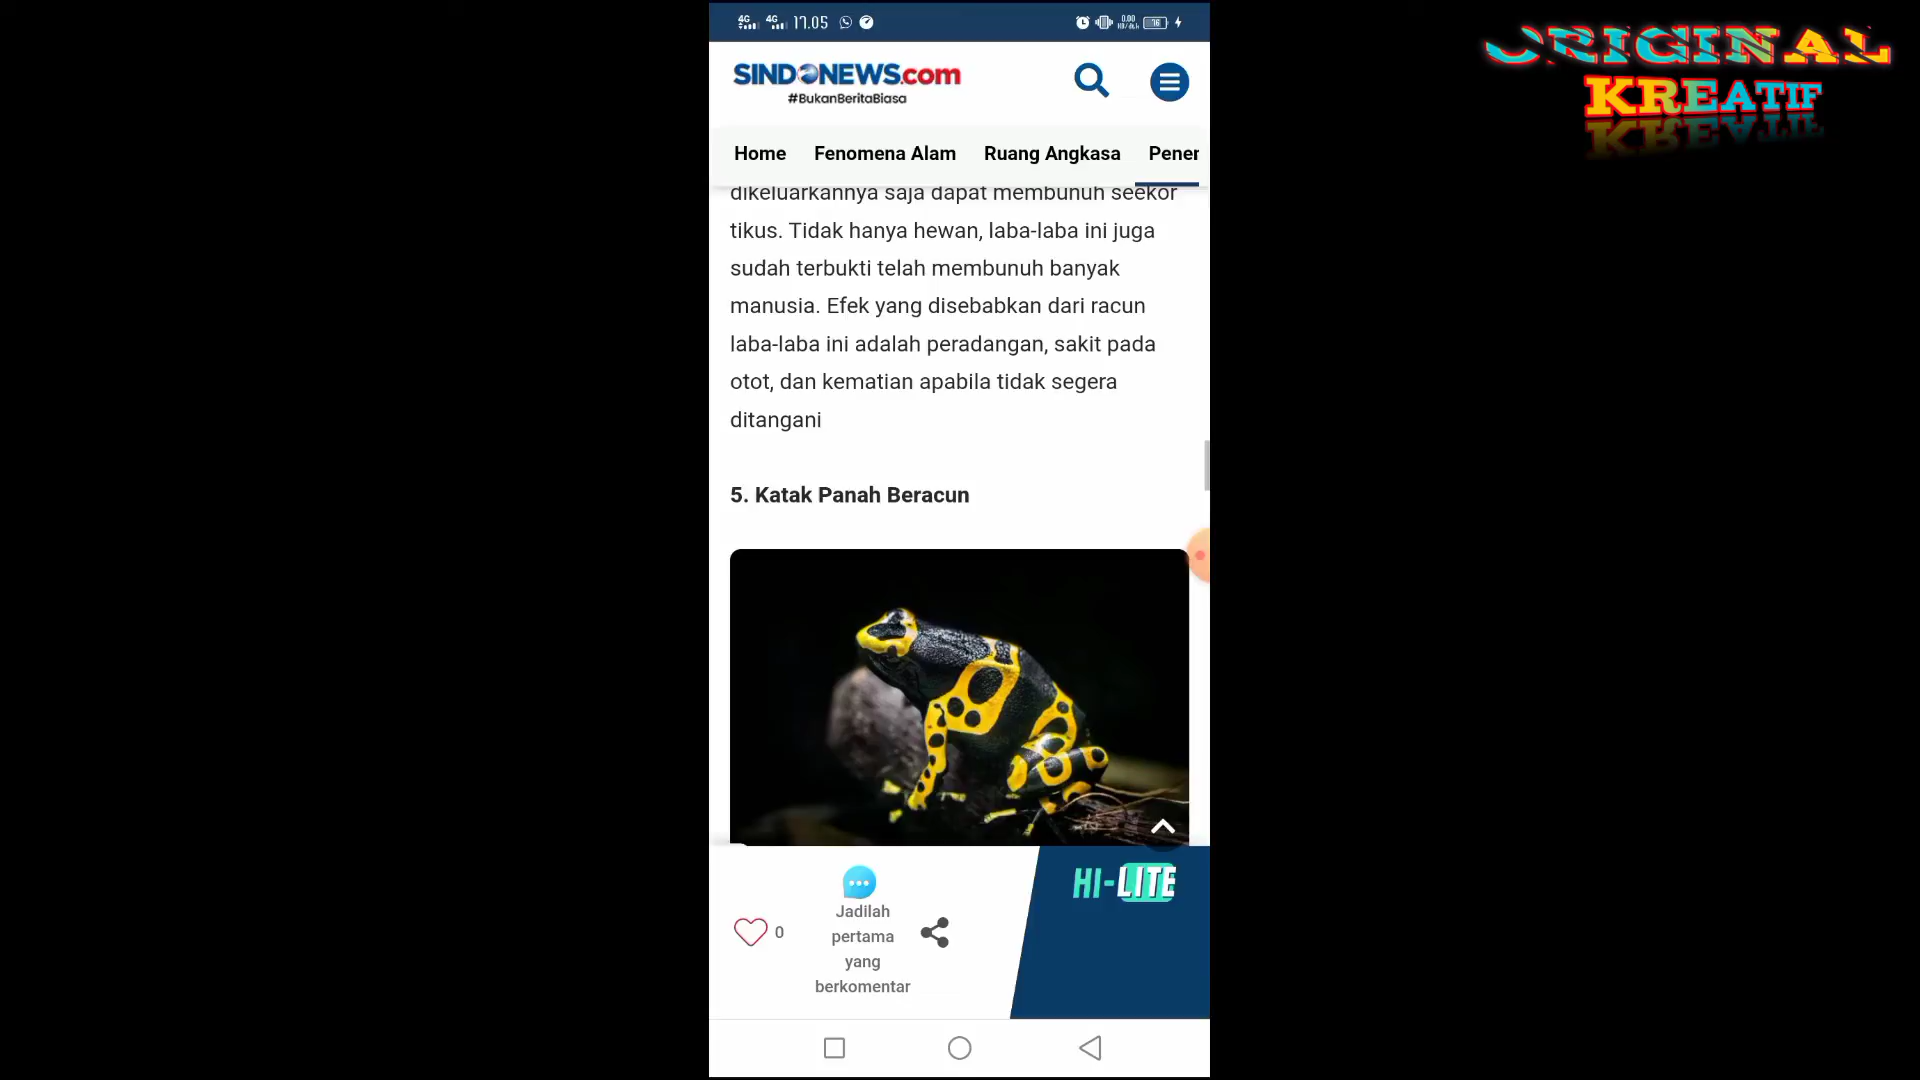 4G 4G 17.05
76
ORIGINAL
KREATIF
SINDONEWS.com
#BukanBeritaBiasa
Home Fenomena Alam Ruang Angkasa Pener
dikeluarkannya saja dapat membunuh seekor
tikus. Tidak hanya hewan, laba-laba ini juga
sudah terbukti telah membunuh banyak
manusia. Efek yang disebabkan dari racun
laba-laba ini adalah peradangan, sakit pada
otot, dan kematian apabila tidak segera
ditangani
5. Katak Panah Beracun
HI-LITE
0
Jadilah
pertama
yang
berkomentar